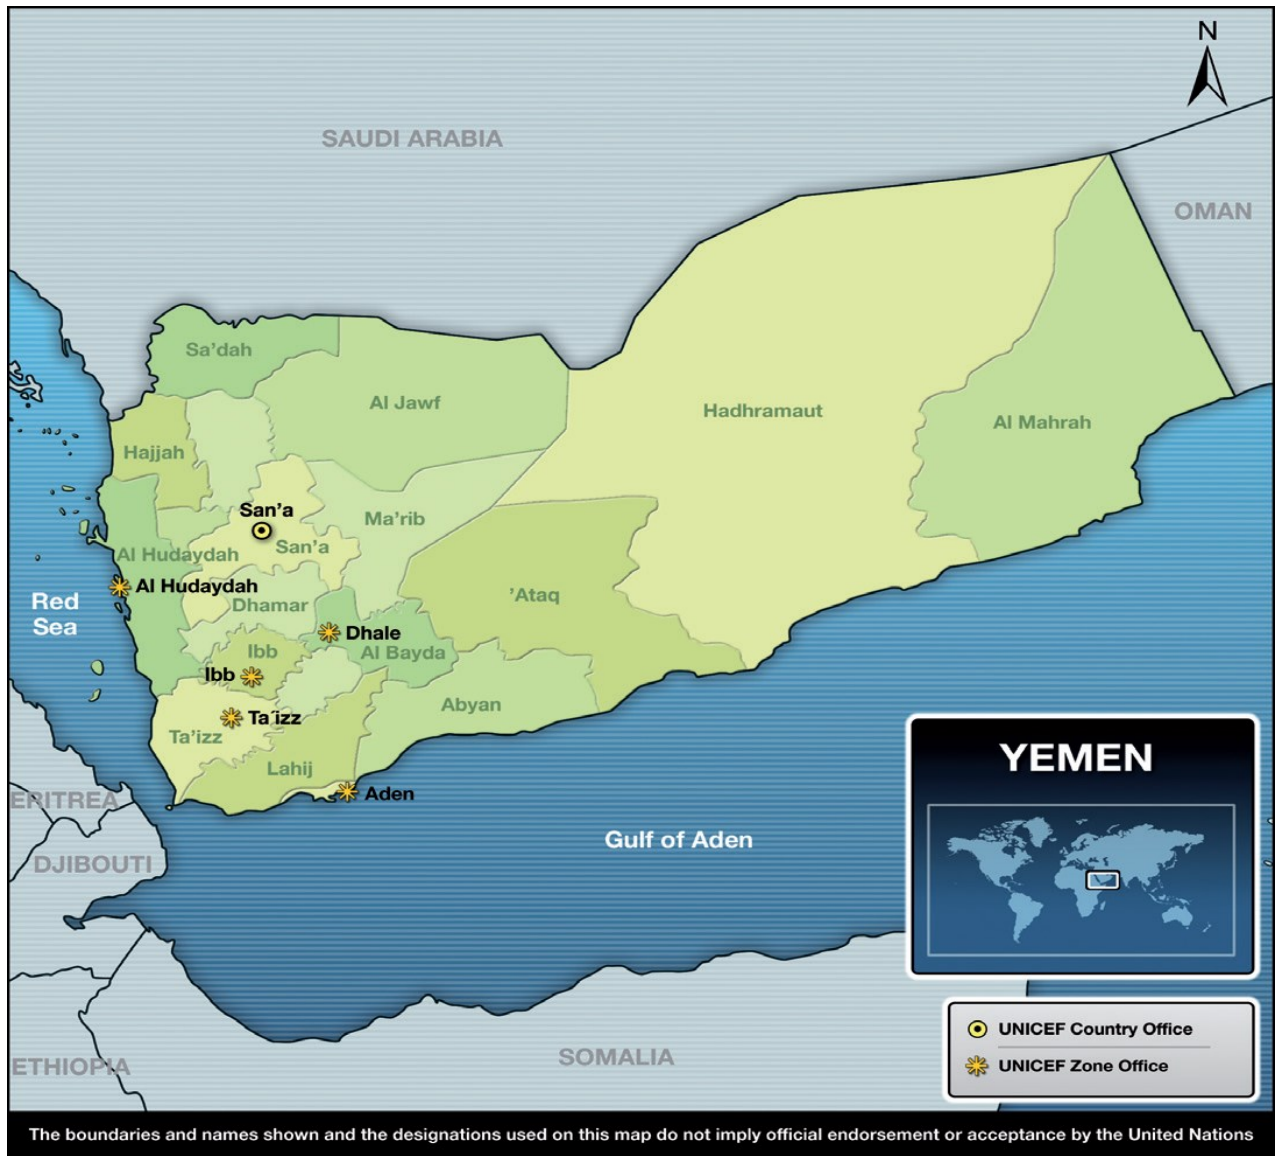 N
SAUDI ARABIA
OMAN
Sa'dah
Al Jawf
Hadhramaut
Al Mahrah
Hajjah
San'a
Ma'rib
San'a
Al Hudaydah
Al Hudaydah
'Ataq
Dhamar
Red
Sea
Dhale
Al Bayda
Ibb
Ibb
Abyan
Ta´izz
Ta'izz
Lahij
Aden
ERITREA
DJIBOUTI
Gulf of Aden
YEMEN
UNICEF Country Office
UNICEF Zone Office
SOMALIA
ETHIOPIA
The boundaries and names shown and the designations used on this map do not imply official endorsement or acceptance by the United Nations